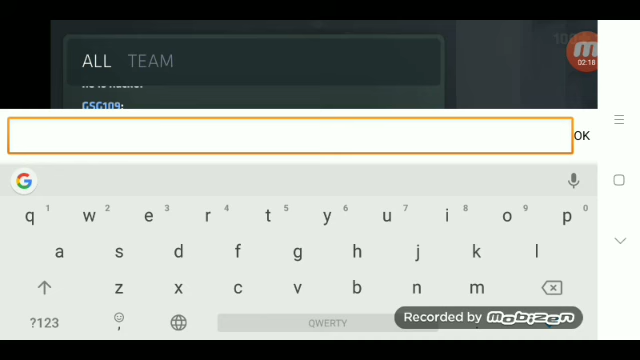 ALL TEAM
GSG109:
02:18
OK
q1 w2 e3 r4 t5 y6 u7 i8 o9 p0
a s d f g h j k l
z x c v b n m
?123 , QWERTY
Recorded by Mobizen